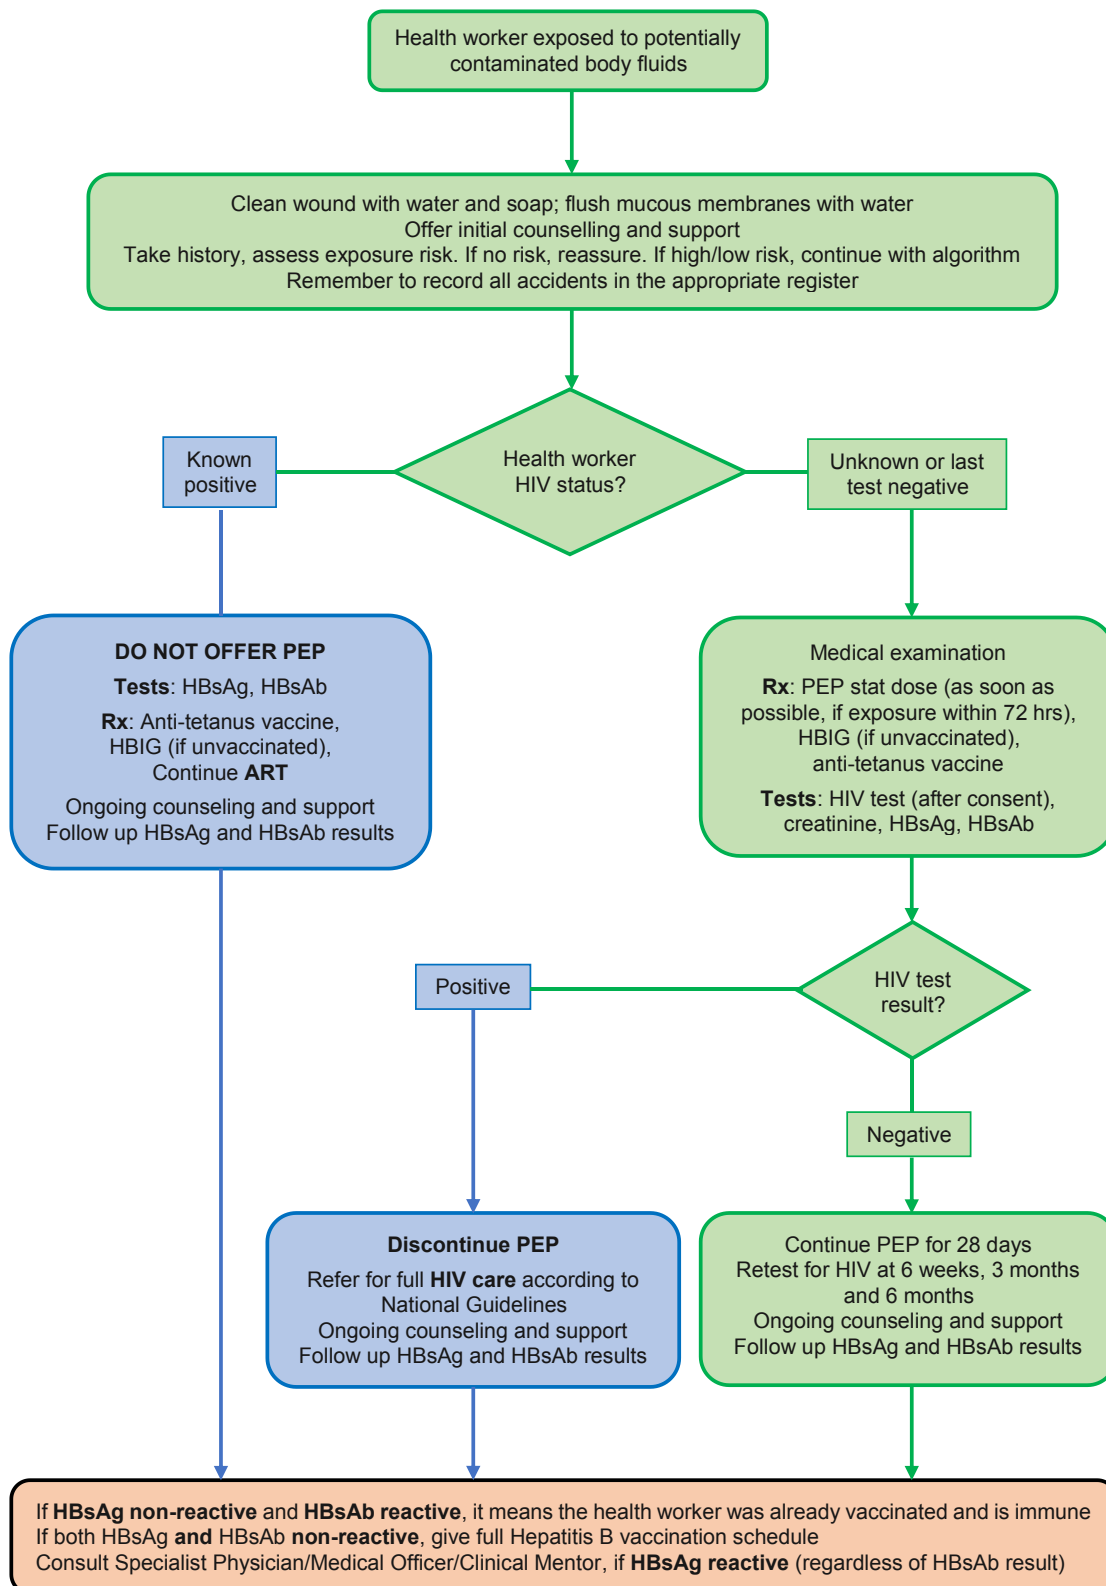 Health worker exposed to potentially
contaminated body fluids
Clean wound with water and soap; flush mucous membranes with water
Offer initial counselling and support
Take history, assess exposure risk. If no risk, reassure. If high/low risk, continue with algorithm
Remember to record all accidents in the appropriate register
Health worker
HIV status?
Known
positive
Unknown or last
test negative
DO NOT OFFER PEP
Tests: HBsAg, HBsAb
Rx: Anti-tetanus vaccine,
HBIG (if unvaccinated),
Continue ART
Ongoing counseling and support
Follow up HBsAg and HBsAb results
Medical examination
Rx: PEP stat dose (as soon as
possible, if exposure within 72 hrs),
HBIG (if unvaccinated),
anti-tetanus vaccine
Tests: HIV test (after consent),
creatinine, HBsAg, HBsAb
HIV test
result?
Positive
Negative
Discontinue PEP
Refer for full HIV care according to
National Guidelines
Ongoing counseling and support
Follow up HBsAg and HBsAb results
Continue PEP for 28 days
Retest for HIV at 6 weeks, 3 months
and 6 months
Ongoing counseling and support
Follow up HBsAg and HBsAb results
If HBsAg non-reactive and HBsAb reactive, it means the health worker was already vaccinated and is immune
If both HBsAg and HBsAb non-reactive, give full Hepatitis B vaccination schedule
Consult Specialist Physician/Medical Officer/Clinical Mentor, if HBsAg reactive (regardless of HBsAb result)